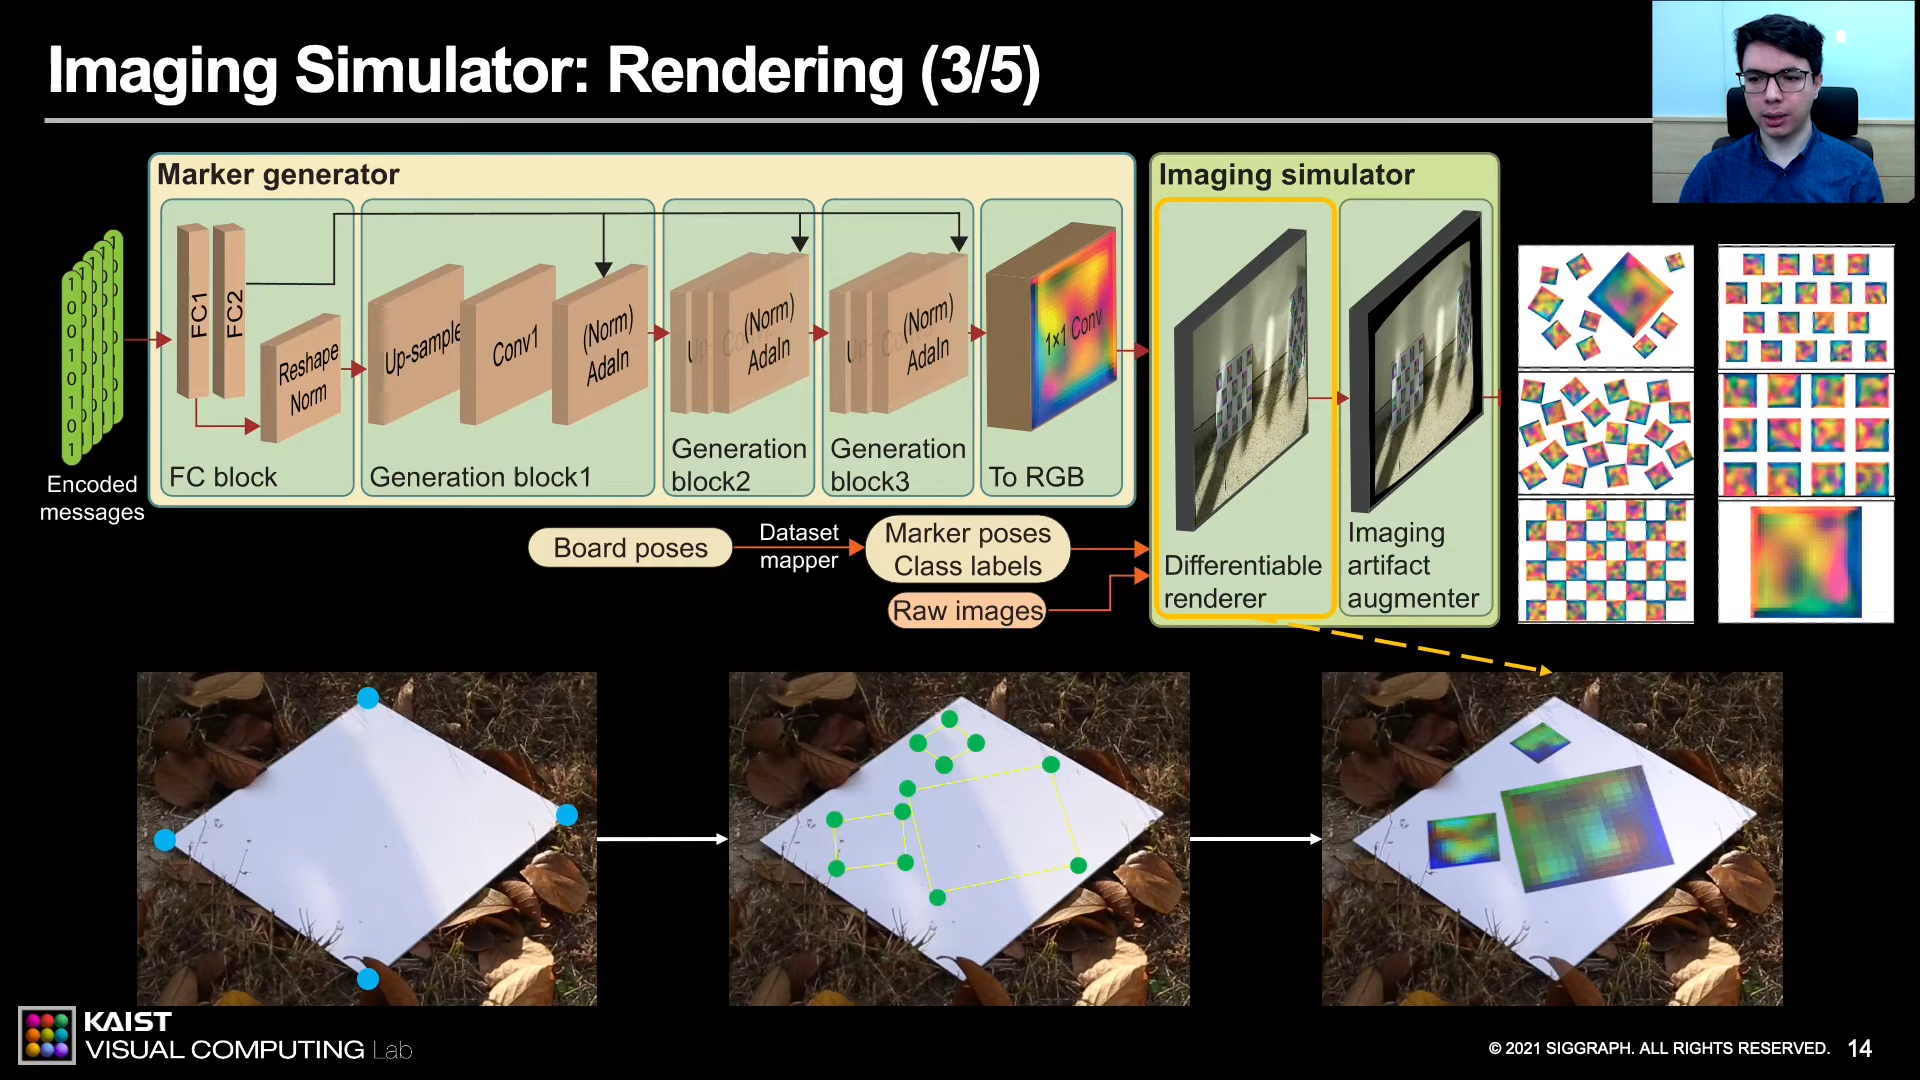 Imaging Simulator: Rendering (3/5)
Marker generator
Imaging simulator
FC1
FC2
Reshape
Norm
Up-sample
Conv1
(Norm)
AdaIn
(Norm)
AdaIn
(Norm)
AdaIn
1×1 Conv
Encoded
messages
FC block
Generation block1
Generation
block2
Generation
block3
To RGB
Board poses
Dataset
mapper
Marker poses
Class labels
Raw images
Differentiable
renderer
Imaging
artifact
augmenter
KAIST
VISUAL COMPUTING Lab
© 2021 SIGGRAPH. ALL RIGHTS RESERVED.
14